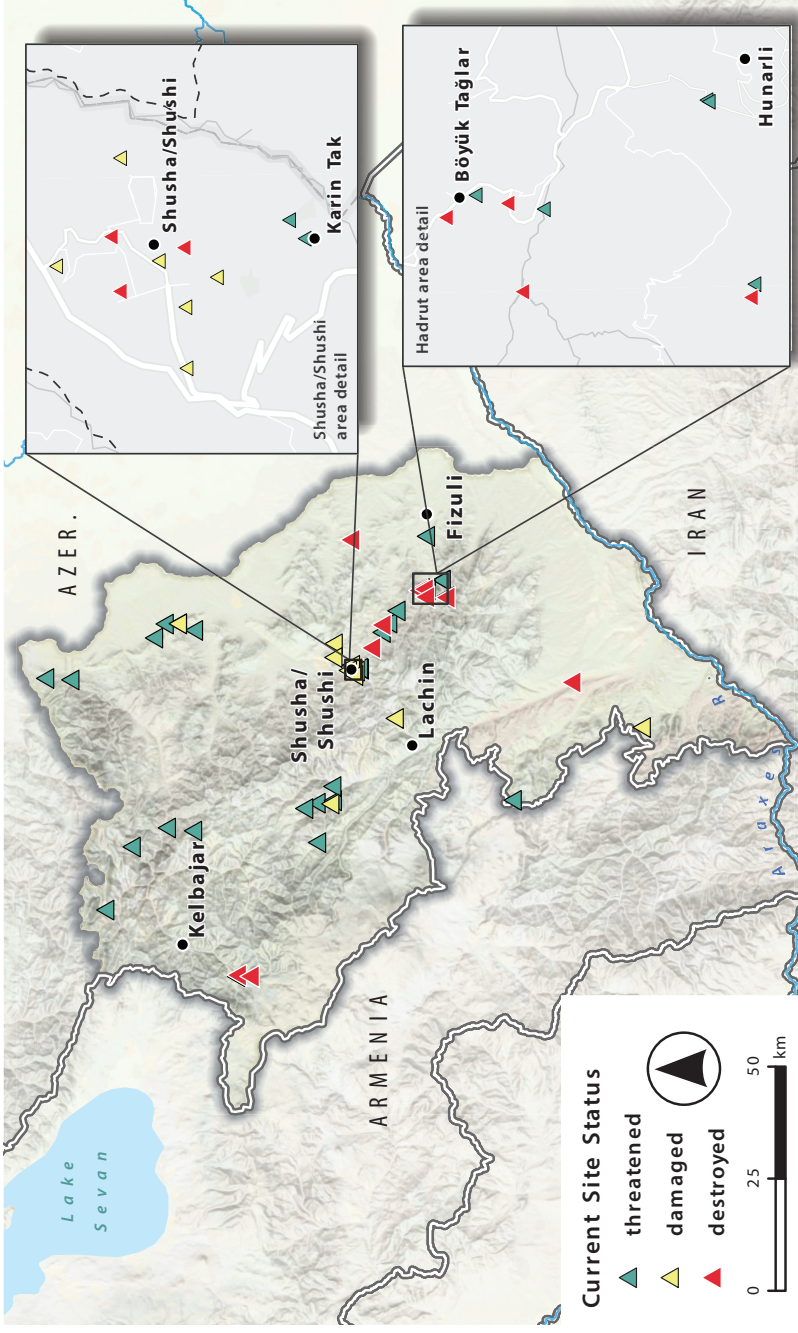 Lake
Sevan
AZER.
ARMENIA
IRAN
Araxes R.
Kelbajar
Shusha/
Shushi
Lachin
Fizuli
Shusha/Shushi
Karin Tak
Shusha/Shushi
area detail
Böyük Tağlar
Hadrut area detail
Hunarli
Current Site Status
threatened
damaged
destroyed
0 25 50
km